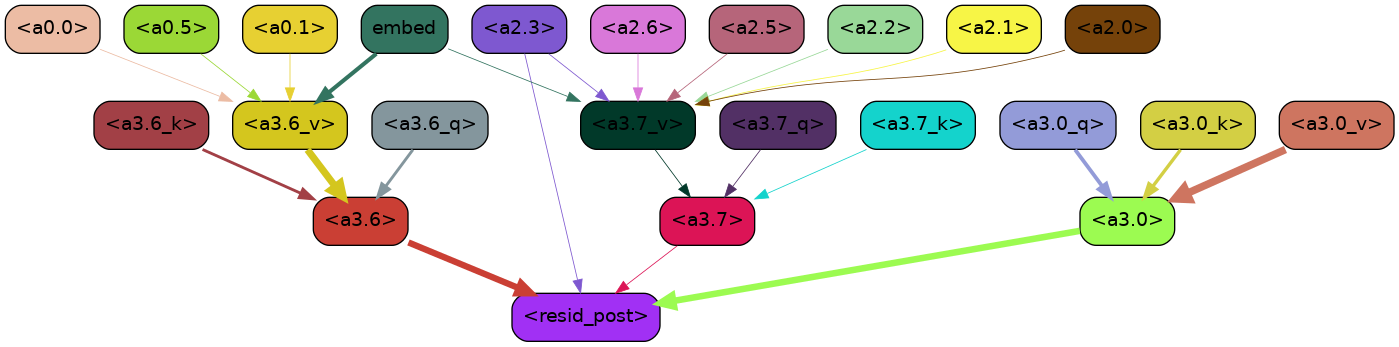 <a0.0> <a0.5> <a0.1> embed <a2.3> <a2.6> <a2.5> <a2.2> <a2.1> <a2.0>
<a3.6_k> <a3.6_v> <a3.6_q> <a3.7_v> <a3.7_q> <a3.7_k> <a3.0_q> <a3.0_k> <a3.0_v>
<a3.6> <a3.7> <a3.0>
<resid_post>